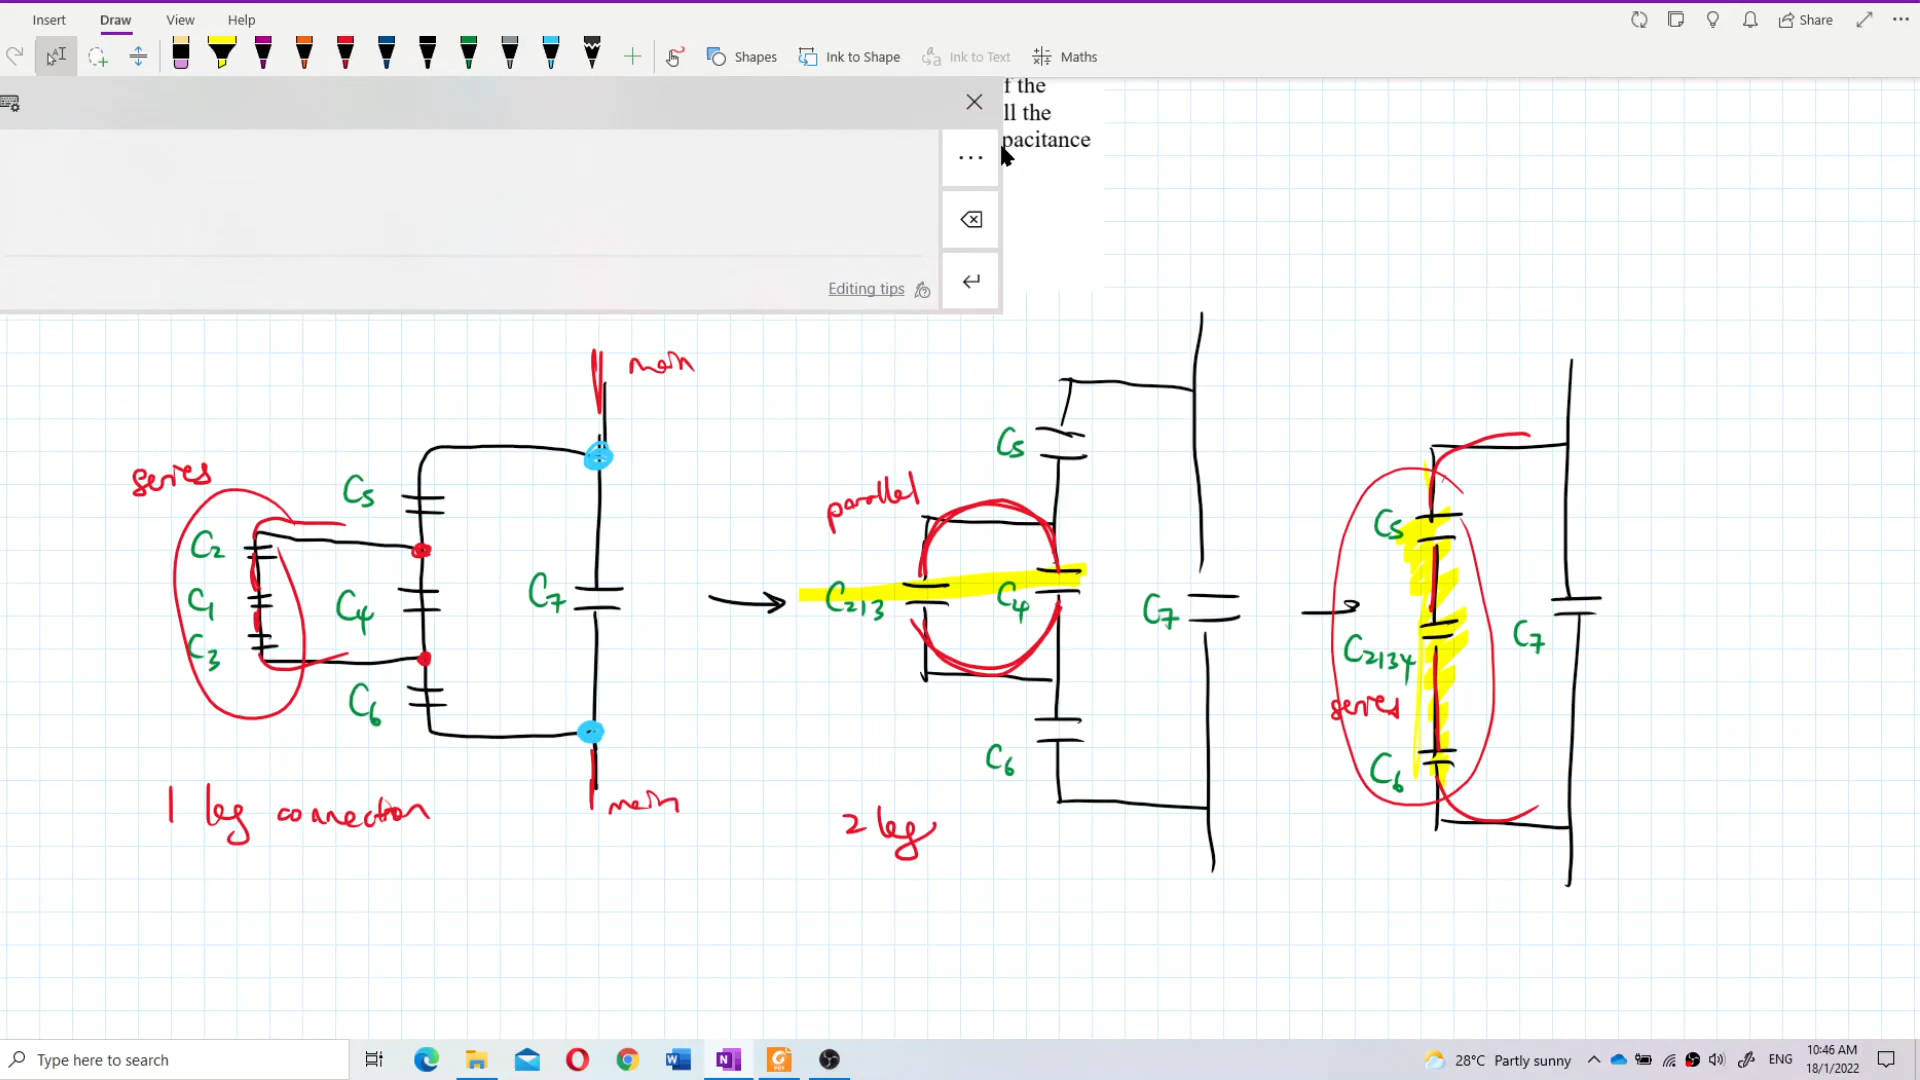 Insert Draw View Help
Share
Shapes Ink to Shape Ink to Text Maths
f the
ll the
pacitance
Editing tips
main
series
C5
C2
C1
C4
C3
C6
C7
main
1 leg connection
parallel
C5
C213
C4
C7
C6
2 leg
C5
C2134
series
C6
C7
Type here to search
28°C Partly sunny
ENG
10:46 AM
18/1/2022